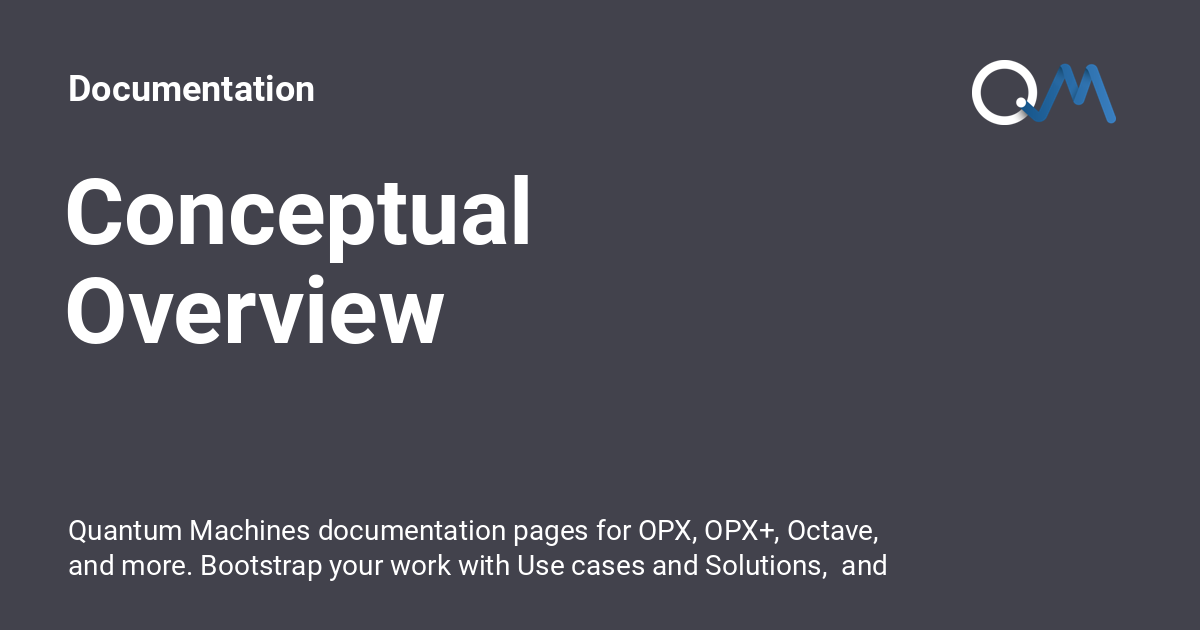 Documentation
QM
Conceptual
Overview
Quantum Machines documentation pages for OPX, OPX+, Octave,
and more. Bootstrap your work with Use cases and Solutions,  and